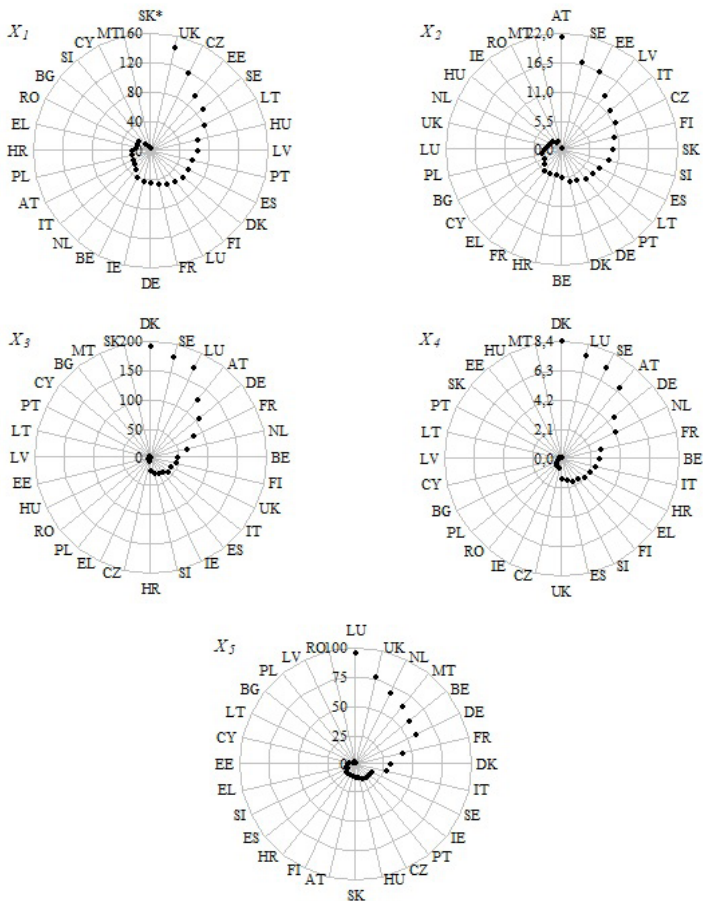 X1
SK*
160
120
80
40
0
UK
CZ
EE
SE
LT
HU
LV
PT
ES
DK
FI
LU
FR
DE
IE
BE
NL
IT
AT
PL
HR
EL
RO
BG
SI
CY
MT
X2
AT
22,0
16,5
11,0
5,5
0,0
SE
EE
LV
IT
CZ
FI
SK
SI
ES
LT
PT
DE
DK
BE
HR
FR
EL
CY
BG
PL
LU
UK
NL
HU
IE
RO
MT
X3
DK
200
150
100
50
0
SE
LU
AT
DE
FR
NL
BE
FI
UK
IT
ES
IE
SI
HR
CZ
EL
PL
RO
HU
EE
LV
LT
PT
CY
BG
MT
SK
X4
DK
8,4
6,3
4,2
2,1
0,0
LU
SE
AT
DE
NL
FR
BE
IT
HR
EL
FI
SI
ES
UK
CZ
IE
RO
PL
BG
CY
LV
LT
PT
SK
EE
HU
MT
X5
LU
100
75
50
25
0
UK
NL
MT
BE
DE
FR
DK
IT
SE
IE
PT
CZ
HU
SK
AT
FI
HR
ES
SI
EL
EE
CY
LT
BG
PL
LV
RO